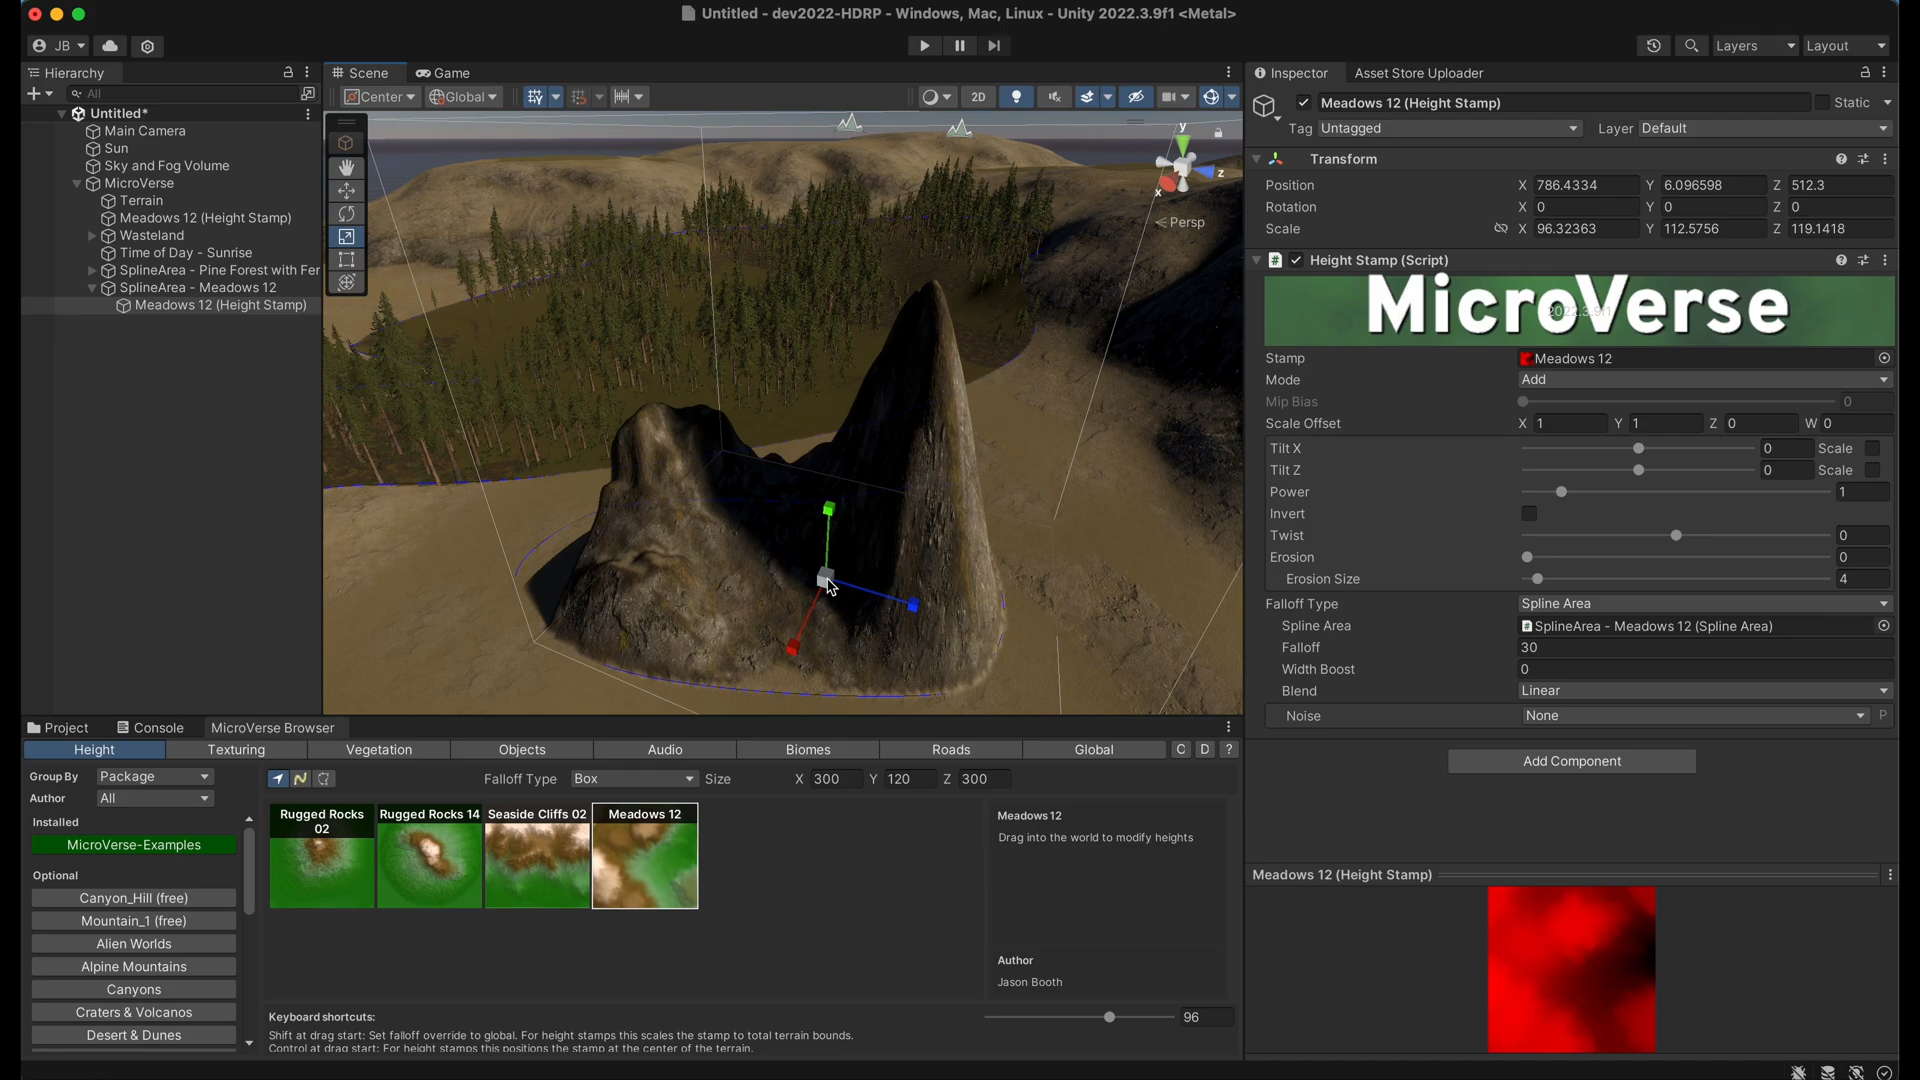 Untitled - dev2022-HDRP - Windows, Mac, Linux - Unity 2022.3.9f1 <Metal>
JB
Layers
Layout
Hierarchy
All
Untitled*
Main Camera
Sun
Sky and Fog Volume
MicroVerse
Terrain
Meadows 12 (Height Stamp)
Wasteland
Time of Day - Sunrise
SplineArea - Pine Forest with Fer
SplineArea - Meadows 12
Meadows 12 (Height Stamp)
Scene
Game
Center
Global
2D
y
z
x
Persp
Inspector
Asset Store Uploader
Meadows 12 (Height Stamp)
Static
Tag Untagged
Layer Default
Transform
Position X 786.4334 Y 6.096598 Z 512.3
Rotation X 0 Y 0 Z 0
Scale X 96.32363 Y 112.5756 Z 119.1418
# Height Stamp (Script)
MicroVerse
2022.3.9f1
Stamp Meadows 12
Mode Add
Mip Bias 0
Scale Offset X 1 Y 1 Z 0 W 0
Tilt X 0 Scale
Tilt Z 0 Scale
Power 1
Invert
Twist 0
Erosion 0
Erosion Size 4
Falloff Type Spline Area
Spline Area # SplineArea - Meadows 12 (Spline Area)
Falloff 30
Width Boost 0
Blend Linear
Noise None P
Add Component
Meadows 12 (Height Stamp)
Project
Console
MicroVerse Browser
Height
Texturing
Vegetation
Objects
Audio
Biomes
Roads
Global
C
D
?
Group By Package
Author All
Installed
MicroVerse-Examples
Optional
Canyon_Hill (free)
Mountain_1 (free)
Alien Worlds
Alpine Mountains
Canyons
Craters & Volcanos
Desert & Dunes
Falloff Type Box Size X 300 Y 120 Z 300
Rugged Rocks 02
Rugged Rocks 14
Seaside Cliffs 02
Meadows 12
Meadows 12
Drag into the world to modify heights
Author
Jason Booth
Keyboard shortcuts:
96
Shift at drag start: Set falloff override to global. For height stamps this scales the stamp to total terrain bounds.
Control at drag start: For height stamps this positions the stamp at the center of the terrain.